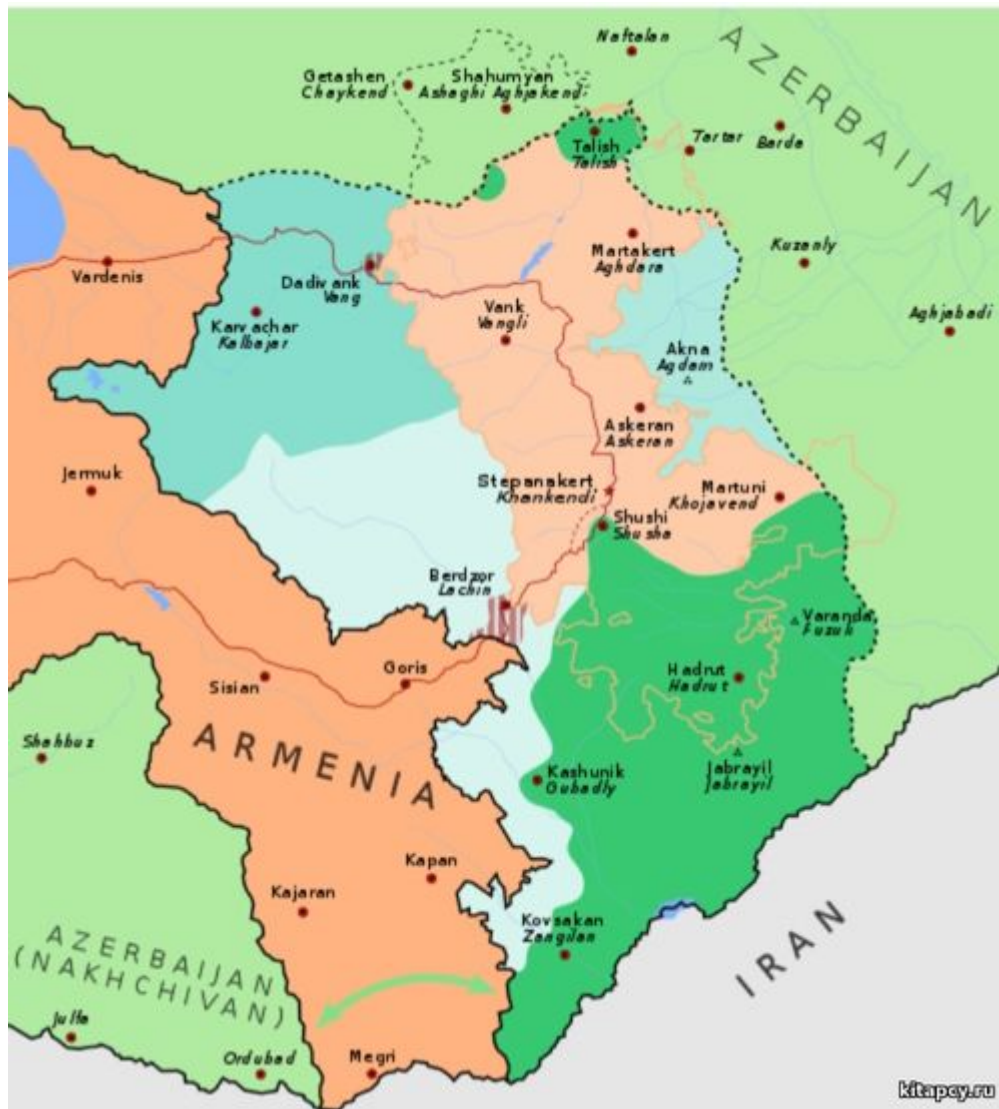 Naftalan
AZERBAIJAN
Getashen
Chaykend
Shahumyan
Ashaghi Aghjakend
Talish
Talish
Tartar
Barda
Vardenis
Dadivank
Vang
Martakert
Aghdara
Kuzanly
Karvachar
Kalbajar
Vank
Vangli
Aghjabadi
Akna
Agdam
Askeran
Askeran
Jermuk
Stepanakert
Khankendi
Martuni
Khojavend
Shushi
Shusha
Berdzor
Lachin
Varanda
Fuzuli
Sisian
Goris
Hadrut
Hadrut
Shahbuz
ARMENIA
Kashunik
Gubadly
Jabrayil
Jabrayil
Kapan
Kajaran
Kovsakan
Zangilan
IRAN
AZERBAIJAN
(NAKHCHIVAN)
Julfa
Ordubad
Megri
kitapcy.ru